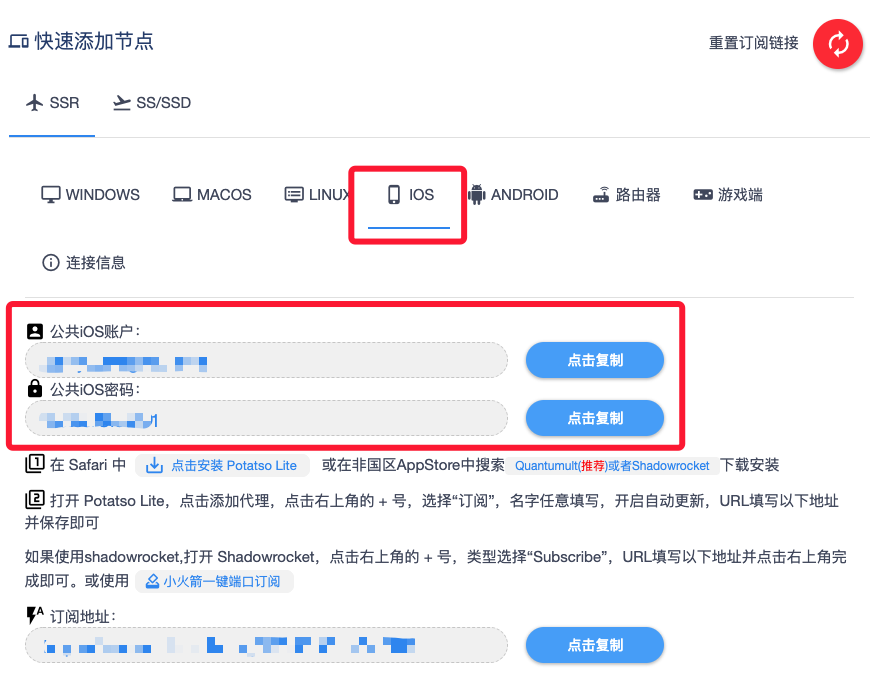 快速添加节点
重置订阅链接
SSR SS/SSD
WINDOWS MACOS LINUX IOS ANDROID 路由器 游戏端
连接信息
公共iOS账户：
点击复制
公共iOS密码：
点击复制
1 在 Safari 中 点击安装 Potatso Lite 或在非国区AppStore中搜索 Quantumult(推荐)或者Shadowrocket 下载安装
2 打开 Potatso Lite，点击添加代理，点击右上角的 + 号，选择“订阅”，名字任意填写，开启自动更新，URL填写以下地址
并保存即可
如果使用shadowrocket,打开 Shadowrocket，点击右上角的 + 号，类型选择“Subscribe”，URL填写以下地址并点击右上角完
成即可。或使用 小火箭一键端口订阅
订阅地址：
点击复制